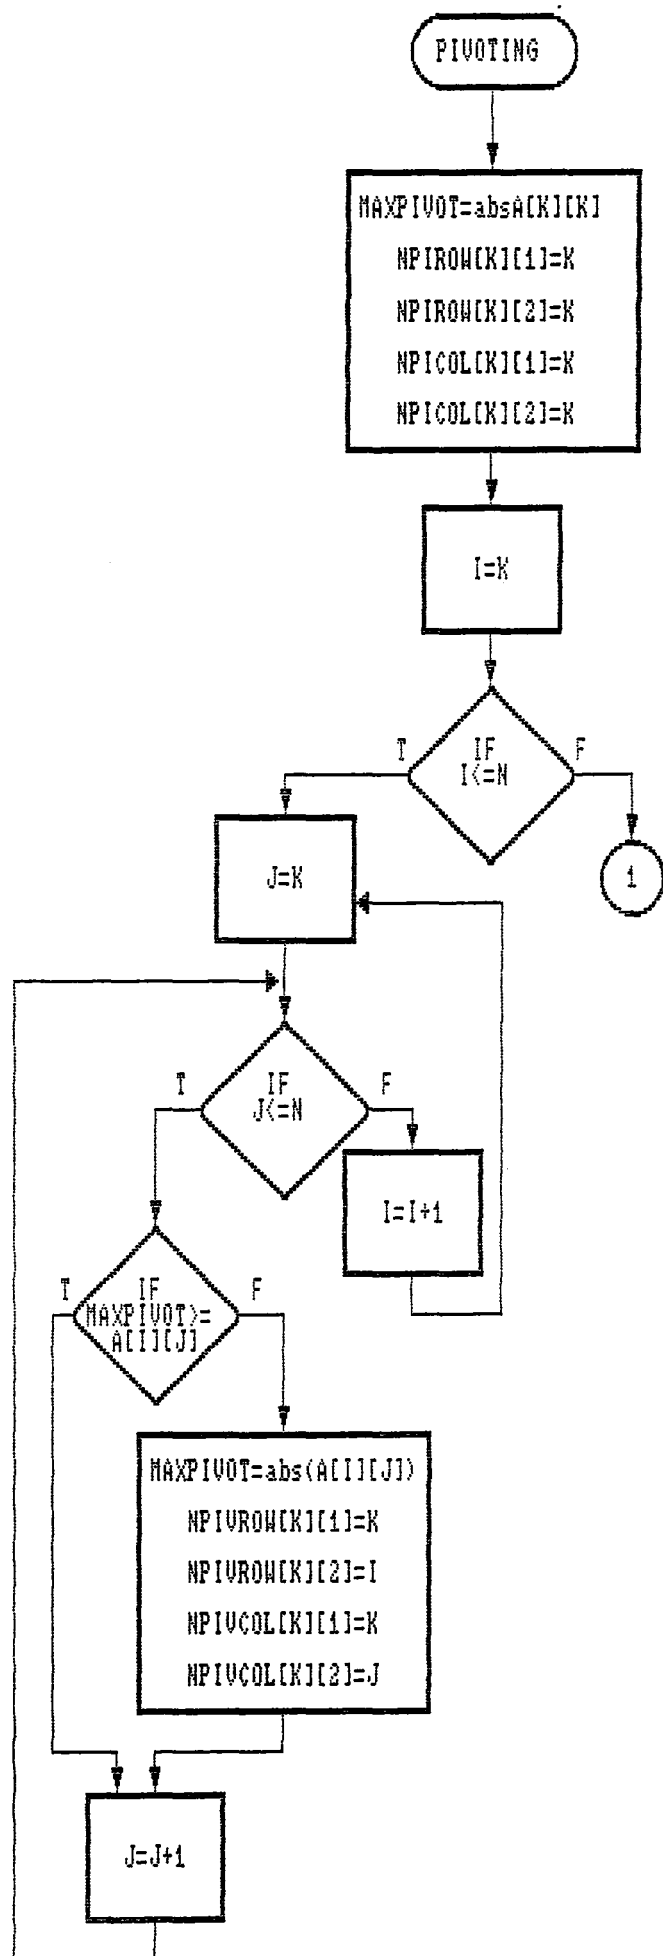 PIVOTING
MAXPIVOT=absA[K][K]
NPIROW[K][1]=K
NPIROW[K][2]=K
NPICOL[K][1]=K
NPICOL[K][2]=K
I=K
T
IF
F
I<=N
J=K
1
T
IF
F
J<=N
I=I+1
T
IF
F
MAXPIVOT>=
A[I][J]
MAXPIVOT=abs(A[I][J])
NPIVROW[K][1]=K
NPIVROW[K][2]=I
NPIVCOL[K][1]=K
NPIVCOL[K][2]=J
J=J+1